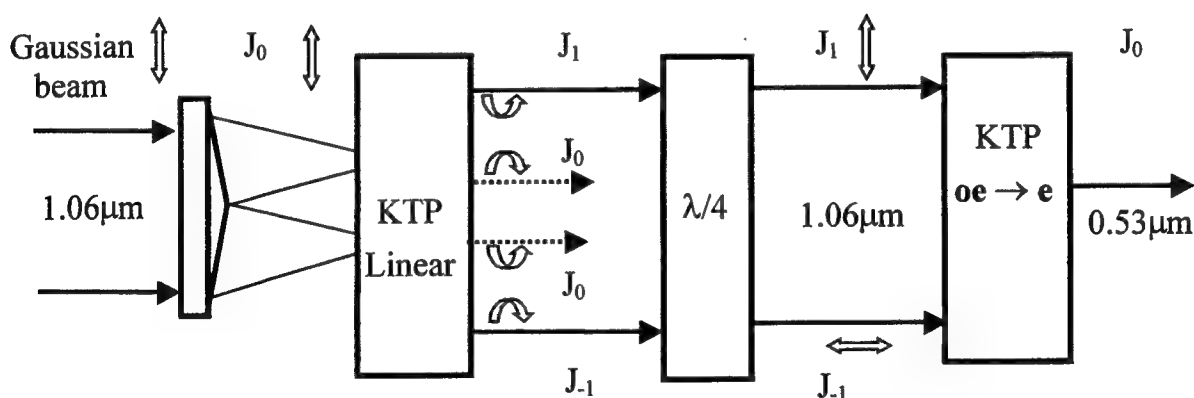 Gaussian
beam
J₀
1.06μm
KTP
Linear
J₁
J₀
J₀
J₋₁
λ/4
J₁
1.06μm
J₋₁
KTP
oe → e
J₀
0.53μm